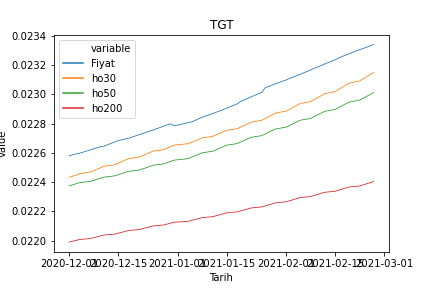 TGT
0.0234
0.0232
0.0230
0.0228
0.0226
0.0224
0.0222
0.0220
value
variable
Fiyat
ho30
ho50
ho200
2020-12-01
2020-12-15
2021-01-01
2021-01-15
2021-02-01
2021-02-15
2021-03-01
Tarih